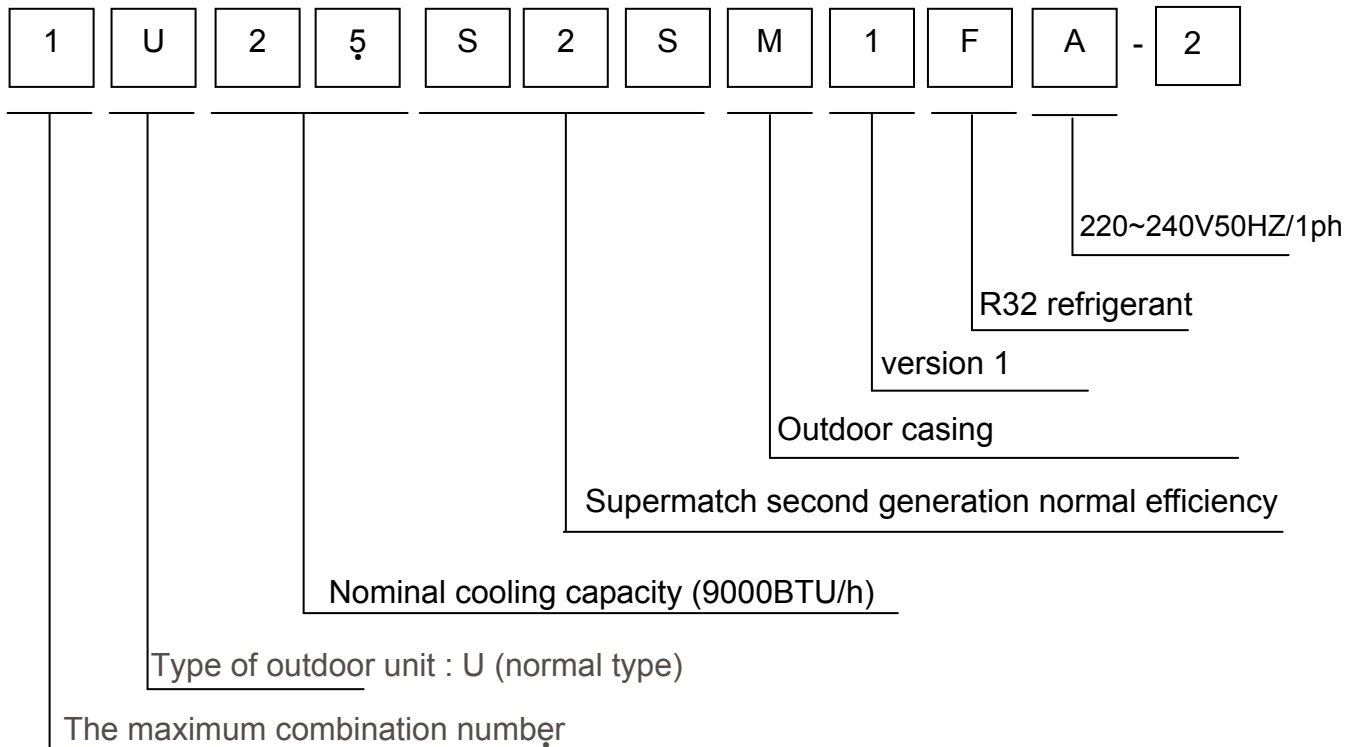 1 U 2 5 S 2 S M 1 F A - 2
220~240V50HZ/1ph
R32 refrigerant
version 1
Outdoor casing
Supermatch second generation normal efficiency
Nominal cooling capacity (9000BTU/h)
Type of outdoor unit : U (normal type)
The maximum combination number